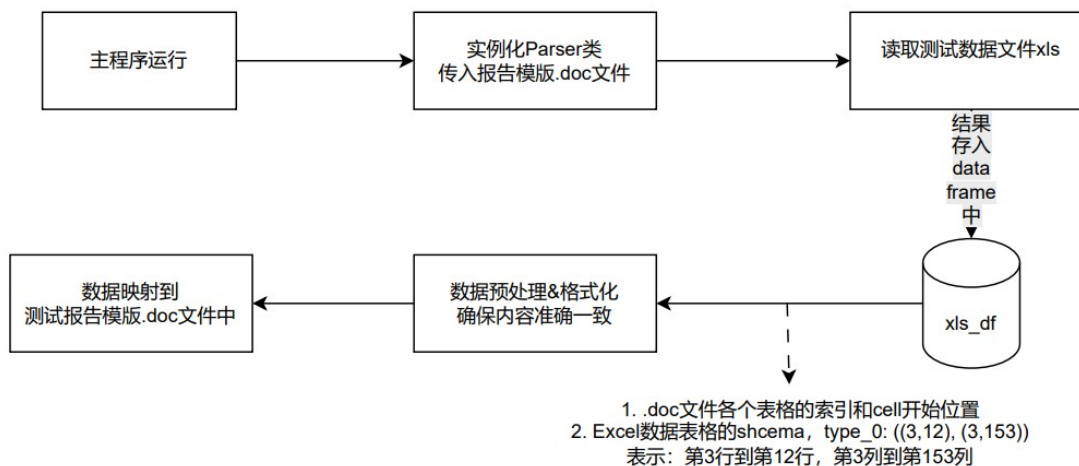 主程序运行
实例化Parser类
传入报告模版.doc文件
读取测试数据文件xls
结果
存入
data
frame
中
xls_df
数据预处理&格式化
确保内容准确一致
数据映射到
测试报告模版.doc文件中
1. .doc文件各个表格的索引和cell开始位置
2. Excel数据表格的shcema，type_0: ((3,12), (3,153))
表示：第3行到第12行，第3列到第153列